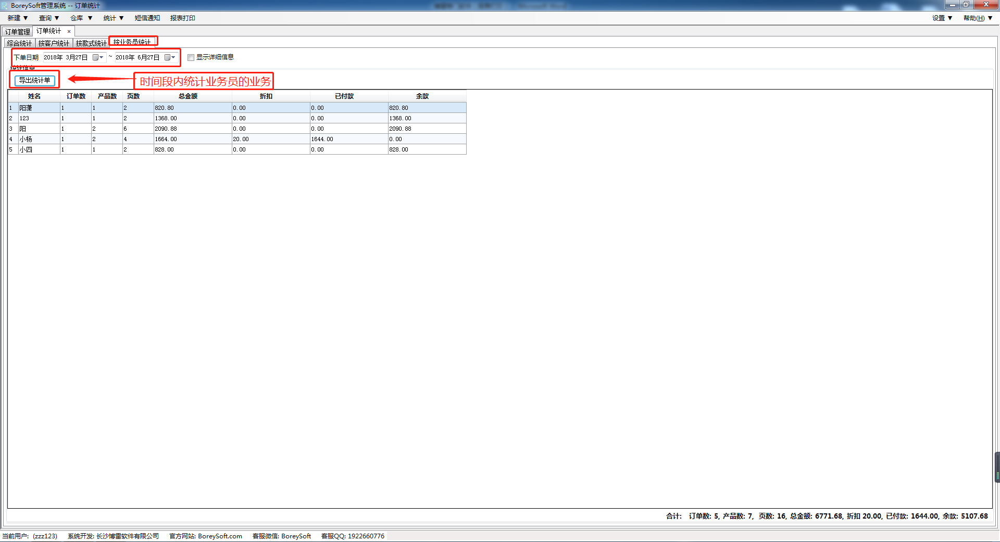 BoreySoft管理系统 -- 订单统计
新建 ▼ 查询 ▼ 仓库 ▼ 统计 ▼ 短信通知 报表打印 设置 ▼ 帮助(H) ▼
订单管理 订单统计 ×
综合统计 按客户统计 按款式统计 按业务员统计
下单日期 2018年 3月27日 ~ 2018年 6月27日 显示详细信息
统计信息
导出统计单 时间段内统计业务员的业务
姓名 订单数 产品数 页数 总金额 折扣 已付款 余款
1 阳潇 1 1 2 820.80 0.00 0.00 820.80
2 123 1 1 2 1368.00 0.00 0.00 1368.00
3 阳 1 2 6 2090.88 0.00 0.00 2090.88
4 小杨 1 2 4 1664.00 20.00 1644.00 0.00
5 小四 1 1 2 828.00 0.00 0.00 828.00
合计: 订单数: 5, 产品数: 7, 页数: 16, 总金额: 6771.68, 折扣 20.00, 已付款: 1644.00, 余款: 5107.68
当前用户: (zzz123) 系统开发: 长沙博雷软件有限公司 官方网站: BoreySoft.com 客服微信: BoreySoft 客服QQ: 1922660776